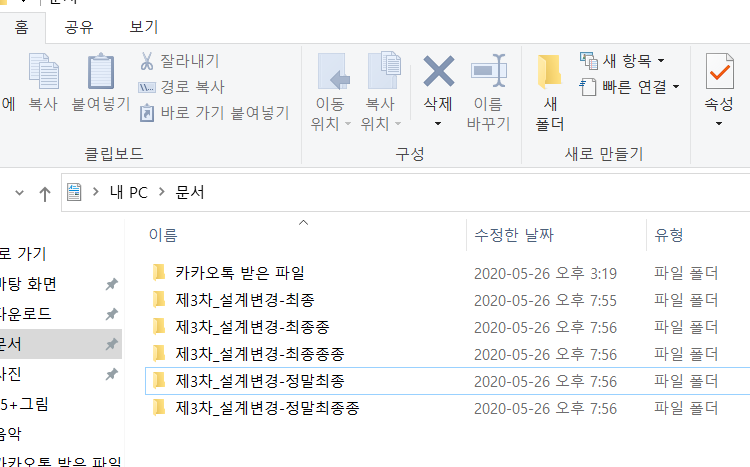 문서
홈 공유 보기
에 복사 붙여넣기 잘라내기
경로 복사
바로 가기 붙여넣기
클립보드
이동 위치 복사 위치 삭제 이름 바꾸기
구성
새 폴더 새 항목
빠른 연결
새로 만들기
속성
내 PC 문서
이름 수정한 날짜 유형
로 가기
바탕 화면
다운로드
문서
사진
5+그림
음악
카카오톡 받은 파일
카카오톡 받은 파일 2020-05-26 오후 3:19 파일 폴더
제3차_설계변경-최종 2020-05-26 오후 7:55 파일 폴더
제3차_설계변경-최종종 2020-05-26 오후 7:56 파일 폴더
제3차_설계변경-최종종종 2020-05-26 오후 7:56 파일 폴더
제3차_설계변경-정말최종 2020-05-26 오후 7:56 파일 폴더
제3차_설계변경-정말최종종 2020-05-26 오후 7:56 파일 폴더